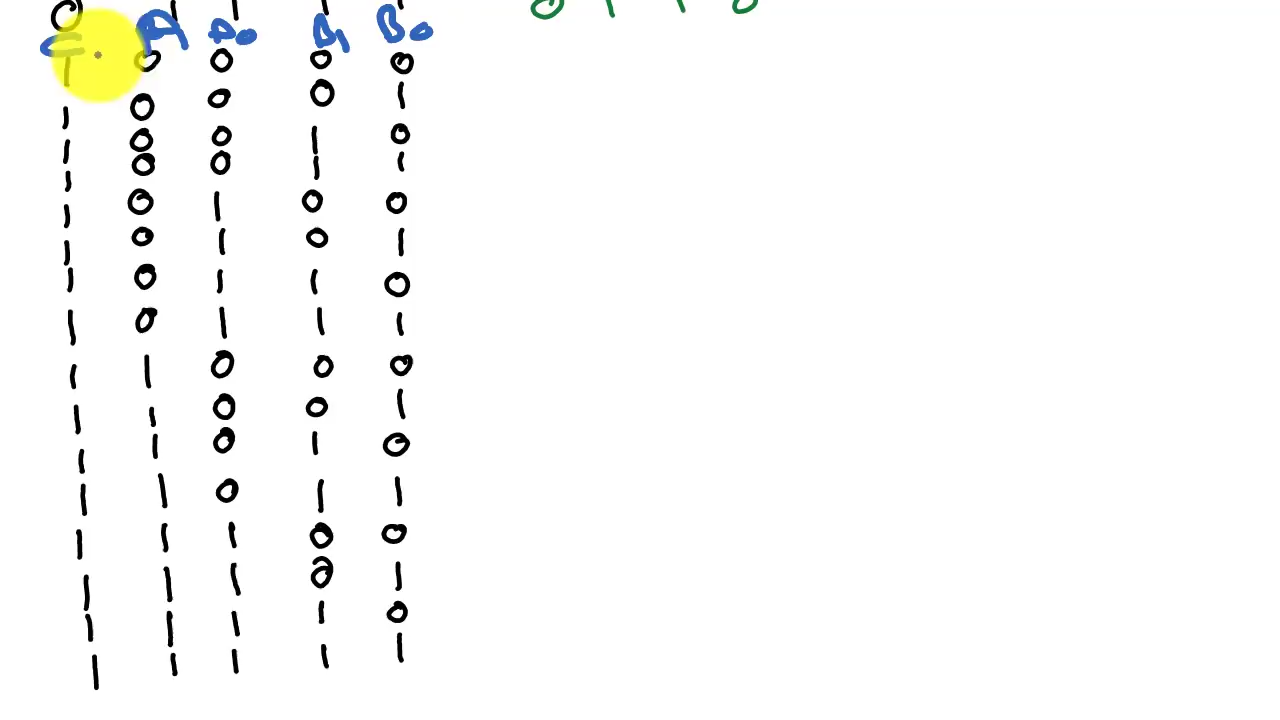 A1 A0 B1 B0
1 0 0 0 0
1 0 0 0 1
1 0 0 1 0
1 0 0 1 1
1 0 1 0 0
1 0 1 0 1
1 0 1 1 0
1 0 1 1 1
1 1 0 0 0
1 1 0 0 1
1 1 0 1 0
1 1 0 1 1
1 1 1 0 0
1 1 1 0 1
1 1 1 1 0
1 1 1 1 1